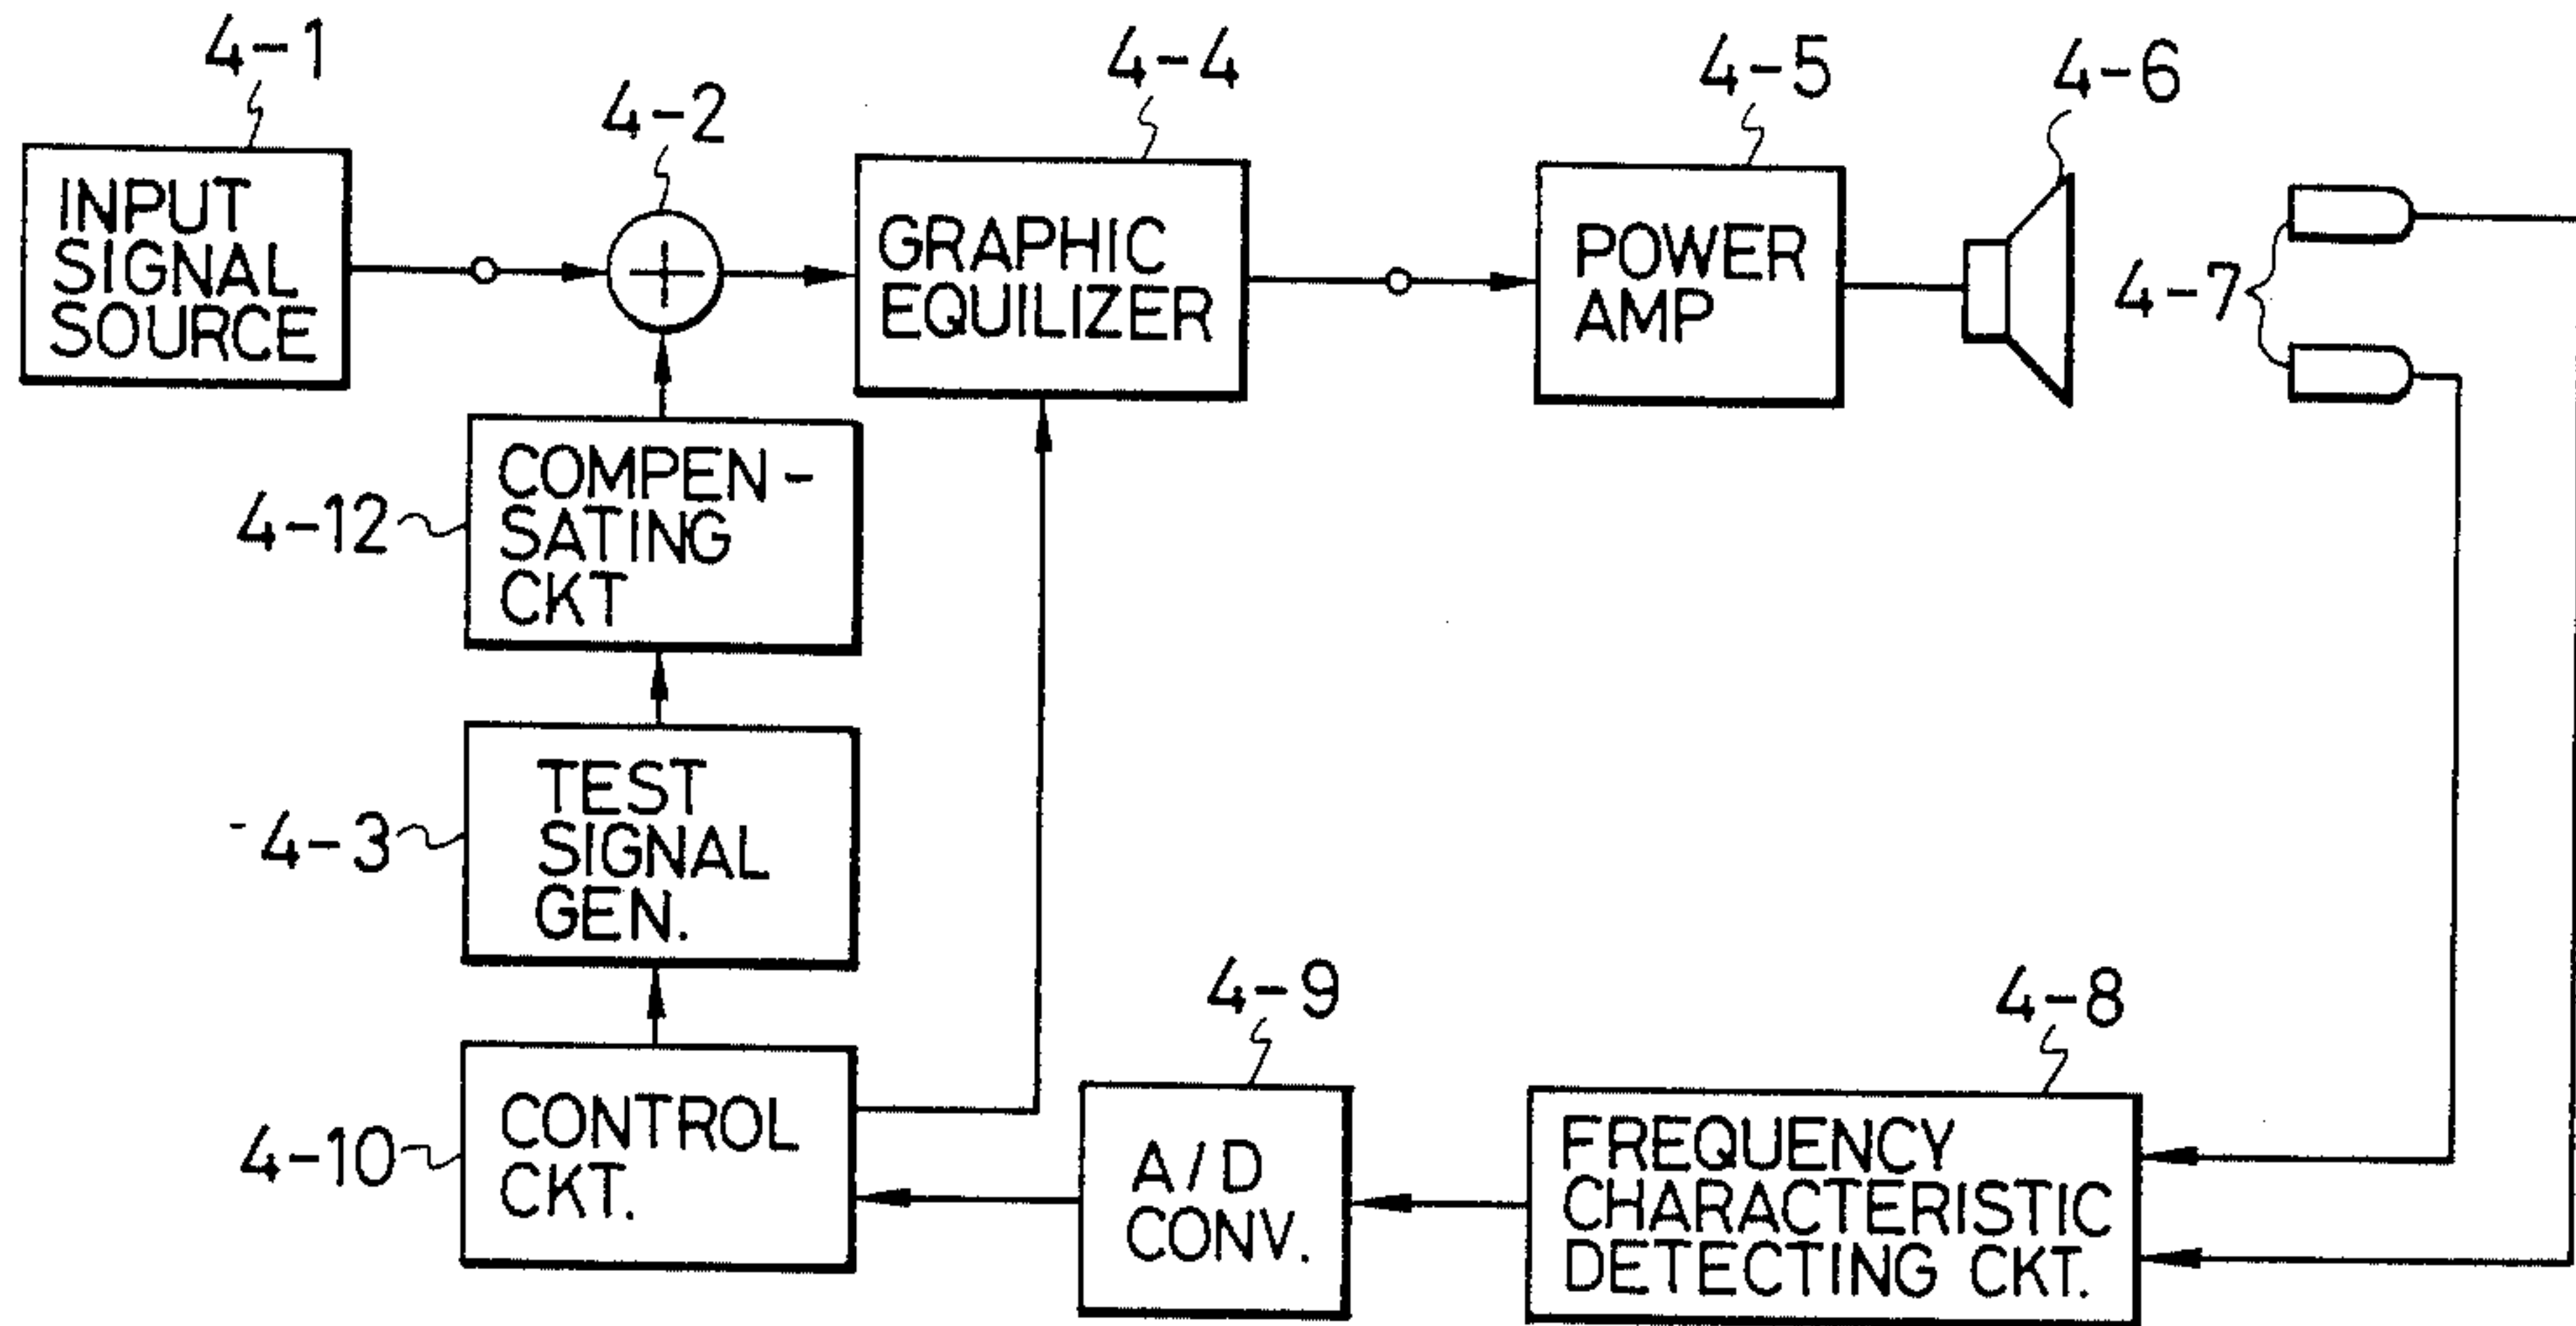 4-1
4-2
4-4
4-5
4-6
INPUT
SIGNAL
SOURCE
+
GRAPHIC
EQUILIZER
POWER
AMP
4-7
4-12
COMPEN-
SATING
CKT
4-3
TEST
SIGNAL
GEN.
4-10
CONTROL
CKT.
4-9
A/D
CONV.
4-8
FREQUENCY
CHARACTERISTIC
DETECTING CKT.